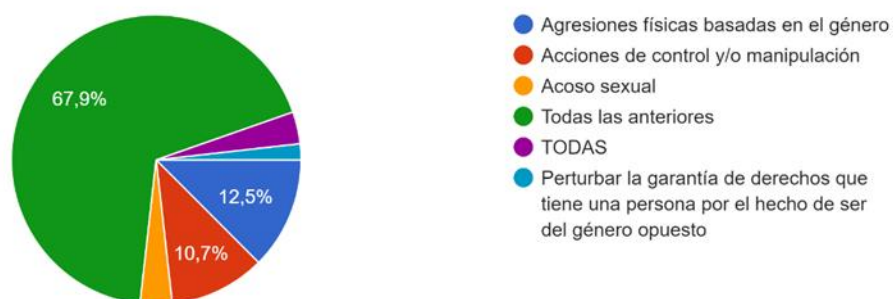 67,9%
12,5%
10,7%
Agresiones físicas basadas en el género
Acciones de control y/o manipulación
Acoso sexual
Todas las anteriores
TODAS
Perturbar la garantía de derechos que
tiene una persona por el hecho de ser
del género opuesto